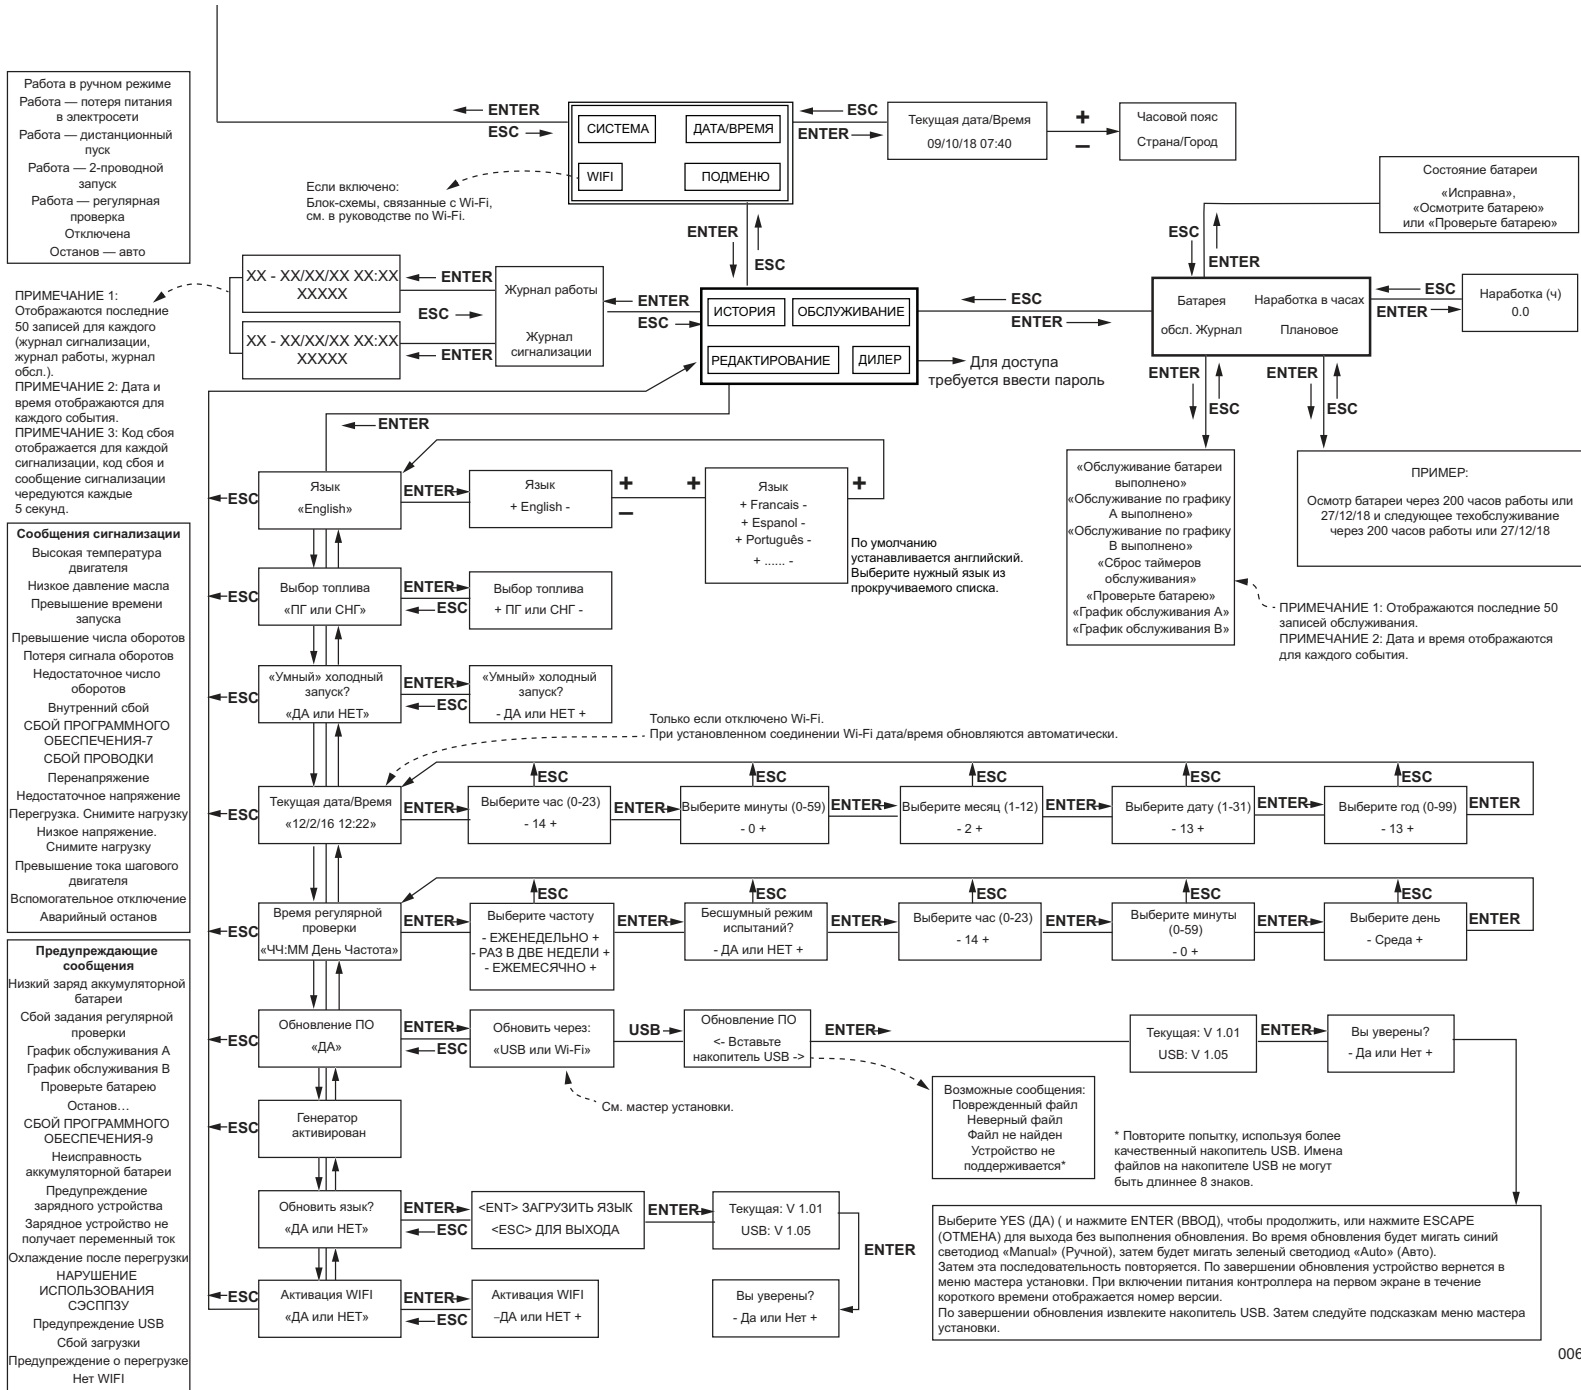 Работа в ручном режиме
Работа — потеря питания
в электросети
Работа — дистанционный
пуск
Работа — 2-проводной
запуск
Работа — регулярная
проверка
Отключена
Останов — авто
ENTER
ESC
СИСТЕМА
ДАТА/ВРЕМЯ
WIFI
ПОДМЕНЮ
ESC
ENTER
Текущая дата/Время
09/10/18 07:40
+
–
Часовой пояс
Страна/Город
Если включено:
Блок-схемы, связанные с Wi-Fi,
см. в руководстве по Wi-Fi.
Состояние батареи
«Исправна»,
«Осмотрите батарею»
или «Проверьте батарею»
ENTER
ESC
ESC
ENTER
XX - XX/XX/XX XX:XX
XXXXX
XX - XX/XX/XX XX:XX
XXXXX
ENTER
ESC
ENTER
Журнал работы
Журнал
сигнализации
ENTER
ESC
ИСТОРИЯ
ОБСЛУЖИВАНИЕ
РЕДАКТИРОВАНИЕ
ДИЛЕР
ESC
ENTER
Для доступа
требуется ввести пароль
Батарея
Наработка в часах
обсл. Журнал
Плановое
ESC
ENTER
Наработка (ч)
0.0
ENTER
ESC
ENTER
ESC
ПРИМЕЧАНИЕ 1:
Отображаются последние
50 записей для каждого
(журнал сигнализации,
журнал работы, журнал
обсл.).
ПРИМЕЧАНИЕ 2: Дата и
время отображаются для
каждого события.
ПРИМЕЧАНИЕ 3: Код сбоя
отображается для каждой
сигнализации, код сбоя и
сообщение сигнализации
чередуются каждые
5 секунд.
ENTER
«Обслуживание батареи
выполнено»
«Обслуживание по графику
A выполнено»
«Обслуживание по графику
B выполнено»
«Сброс таймеров
обслуживания»
«Проверьте батарею»
«График обслуживания A»
«График обслуживания B»
ПРИМЕР:
Осмотр батареи через 200 часов работы или
27/12/18 и следующее техобслуживание
через 200 часов работы или 27/12/18
ПРИМЕЧАНИЕ 1: Отображаются последние 50
записей обслуживания.
ПРИМЕЧАНИЕ 2: Дата и время отображаются
для каждого события.
ESC
Язык
«English»
ENTER
Язык
+ English -
+
–
+
Язык
+ Francais -
+ Espanol -
+ Português -
+ ...... -
+
По умолчанию
устанавливается английский.
Выберите нужный язык из
прокручиваемого списка.
Сообщения сигнализации
Высокая температура
двигателя
Низкое давление масла
Превышение времени
запуска
Превышение числа оборотов
Потеря сигнала оборотов
Недостаточное число
оборотов
Внутренний сбой
СБОЙ ПРОГРАММНОГО
ОБЕСПЕЧЕНИЯ-7
СБОЙ ПРОВОДКИ
Перенапряжение
Недостаточное напряжение
Перегрузка. Снимите нагрузку
Низкое напряжение.
Снимите нагрузку
Превышение тока шагового
двигателя
Вспомогательное отключение
Аварийный останов
ESC
Выбор топлива
«ПГ или СНГ»
ENTER
ESC
Выбор топлива
+ ПГ или СНГ -
ESC
«Умный» холодный
запуск?
«ДА или НЕТ»
ENTER
ESC
«Умный» холодный
запуск?
- ДА или НЕТ +
Только если отключено Wi-Fi.
При установленном соединении Wi-Fi дата/время обновляются автоматически.
ESC
Текущая дата/Время
«12/2/16 12:22»
ENTER
ESC
Выберите час (0-23)
- 14 +
ENTER
ESC
Выберите минуты (0-59)
- 0 +
ENTER
ESC
Выберите месяц (1-12)
- 2 +
ENTER
ESC
Выберите дату (1-31)
- 13 +
ENTER
ESC
Выберите год (0-99)
- 13 +
ENTER
ESC
Время регулярной
проверки
«ЧЧ:ММ День Частота»
ENTER
ESC
Выберите частоту
- ЕЖЕНЕДЕЛЬНО +
- РАЗ В ДВЕ НЕДЕЛИ +
- ЕЖЕМЕСЯЧНО +
ENTER
ESC
Бесшумный режим
испытаний?
- ДА или НЕТ +
ENTER
ESC
Выберите час (0-23)
- 14 +
ENTER
ESC
Выберите минуты
(0-59)
- 0 +
ENTER
ESC
Выберите день
- Среда +
ENTER
Предупреждающие
сообщения
Низкий заряд аккумуляторной
батареи
Сбой задания регулярной
проверки
График обслуживания A
График обслуживания B
Проверьте батарею
Останов…
СБОЙ ПРОГРАММНОГО
ОБЕСПЕЧЕНИЯ-9
Неисправность
аккумуляторной батареи
Предупреждение
зарядного устройства
Зарядное устройство не
получает переменный ток
Охлаждение после перегрузки
НАРУШЕНИЕ
ИСПОЛЬЗОВАНИЯ
СЭСППЗУ
Предупреждение USB
Сбой загрузки
Предупреждение о перегрузке
Нет WIFI
ESC
Обновление ПО
«ДА»
ENTER
ESC
Обновить через:
«USB или Wi-Fi»
USB
Обновление ПО
<- Вставьте
накопитель USB ->
ENTER
Текущая: V 1.01
USB: V 1.05
ENTER
Вы уверены?
- Да или Нет +
См. мастер установки.
Возможные сообщения:
Поврежденный файл
Неверный файл
Файл не найден
Устройство не
поддерживается*
* Повторите попытку, используя более
качественный накопитель USB. Имена
файлов на накопителе USB не могут
быть длиннее 8 знаков.
ESC
Генератор
активирован
ESC
Обновить язык?
«ДА или НЕТ»
ENTER
ESC
<ENT> ЗАГРУЗИТЬ ЯЗЫК
<ESC> ДЛЯ ВЫХОДА
ENTER
Текущая: V 1.01
USB: V 1.05
ENTER
Вы уверены?
- Да или Нет +
Выберите YES (ДА) ( и нажмите ENTER (ВВОД), чтобы продолжить, или нажмите ESCAPE
(ОТМЕНА) для выхода без выполнения обновления. Во время обновления будет мигать синий
светодиод «Manual» (Ручной), затем будет мигать зеленый светодиод «Auto» (Авто).
Затем эта последовательность повторяется. По завершении обновления устройство вернется в
меню мастера установки. При включении питания контроллера на первом экране в течение
короткого времени отображается номер версии.
По завершении обновления извлеките накопитель USB. Затем следуйте подсказкам меню мастера
установки.
ESC
Активация WIFI
«ДА или НЕТ»
ENTER
ESC
Активация WIFI
–ДА или НЕТ +
006